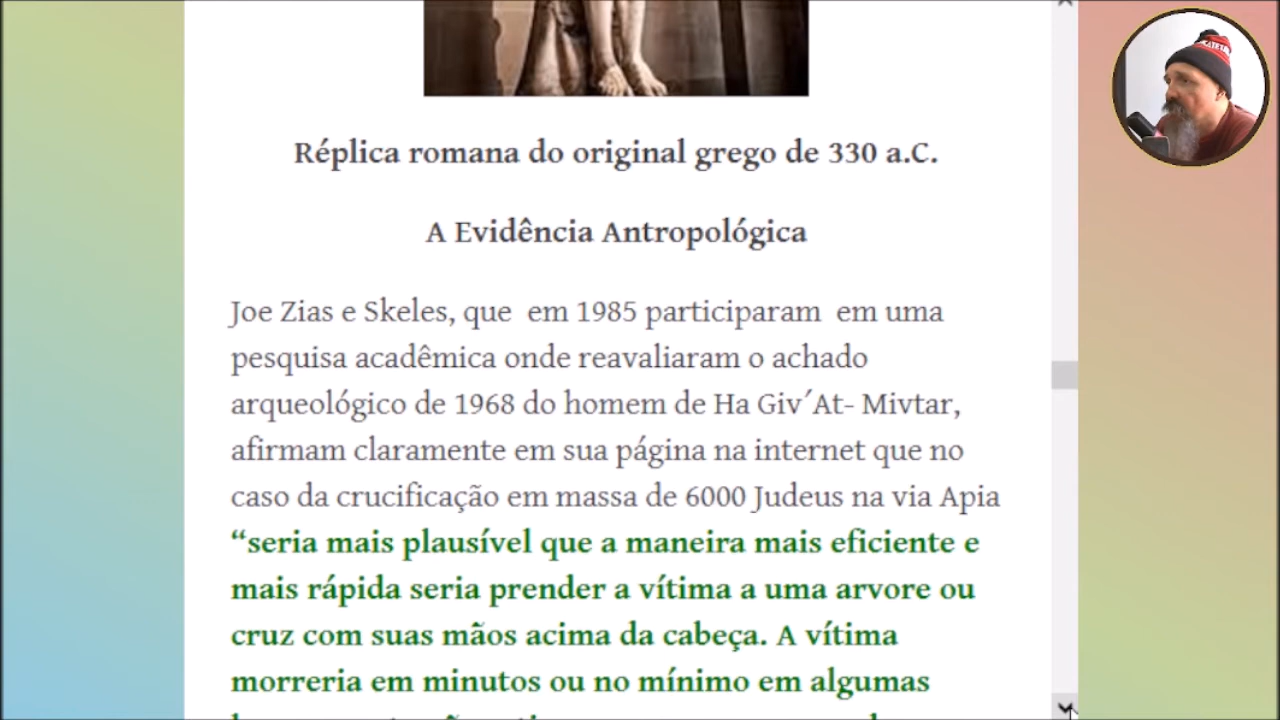 Réplica romana do original grego de 330 a.C.
A Evidência Antropológica
Joe Zias e Skeles, que em 1985 participaram em uma
pesquisa acadêmica onde reavaliaram o achado
arqueológico de 1968 do homem de Ha Giv´At- Mivtar,
afirmam claramente em sua página na internet que no
caso da crucificação em massa de 6000 Judeus na via Apia
“seria mais plausível que a maneira mais eficiente e
mais rápida seria prender a vítima a uma arvore ou
cruz com suas mãos acima da cabeça. A vítima
morreria em minutos ou no mínimo em algumas